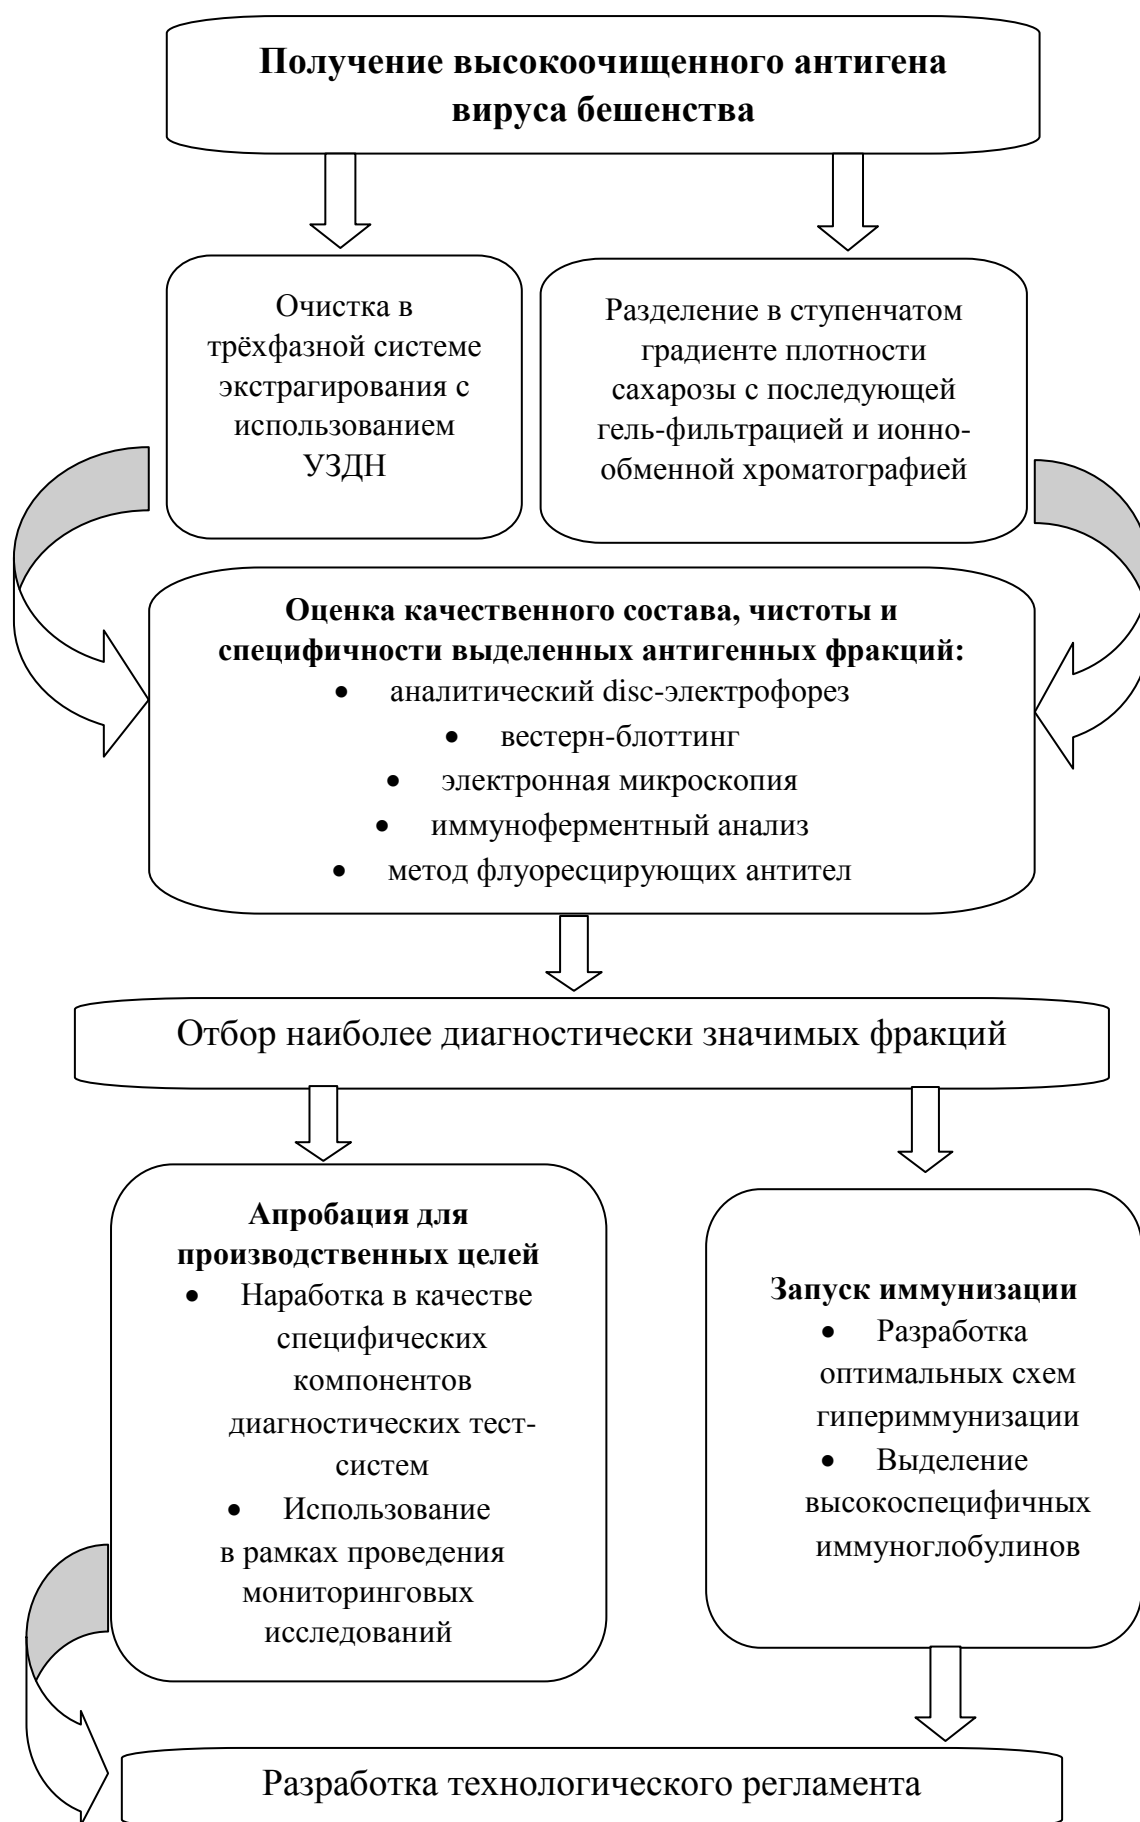 Получение высокоочищенного антигена
вируса бешенства
Очистка в
трёхфазной системе
экстрагирования с
использованием
УЗДН
Разделение в ступенчатом
градиенте плотности
сахарозы с последующей
гель-фильтрацией и ионно-
обменной хроматографией
Оценка качественного состава, чистоты и
специфичности выделенных антигенных фракций:
• аналитический disc-электрофорез
• вестерн-блоттинг
• электронная микроскопия
• иммуноферментный анализ
• метод флуоресцирующих антител
Отбор наиболее диагностически значимых фракций
Апробация для
производственных целей
• Наработка в качестве
специфических
компонентов
диагностических тест-
систем
• Использование
в рамках проведения
мониторинговых
исследований
Запуск иммунизации
• Разработка
оптимальных схем
гипериммунизации
• Выделение
высокоспецифичных
иммуноглобулинов
Разработка технологического регламента